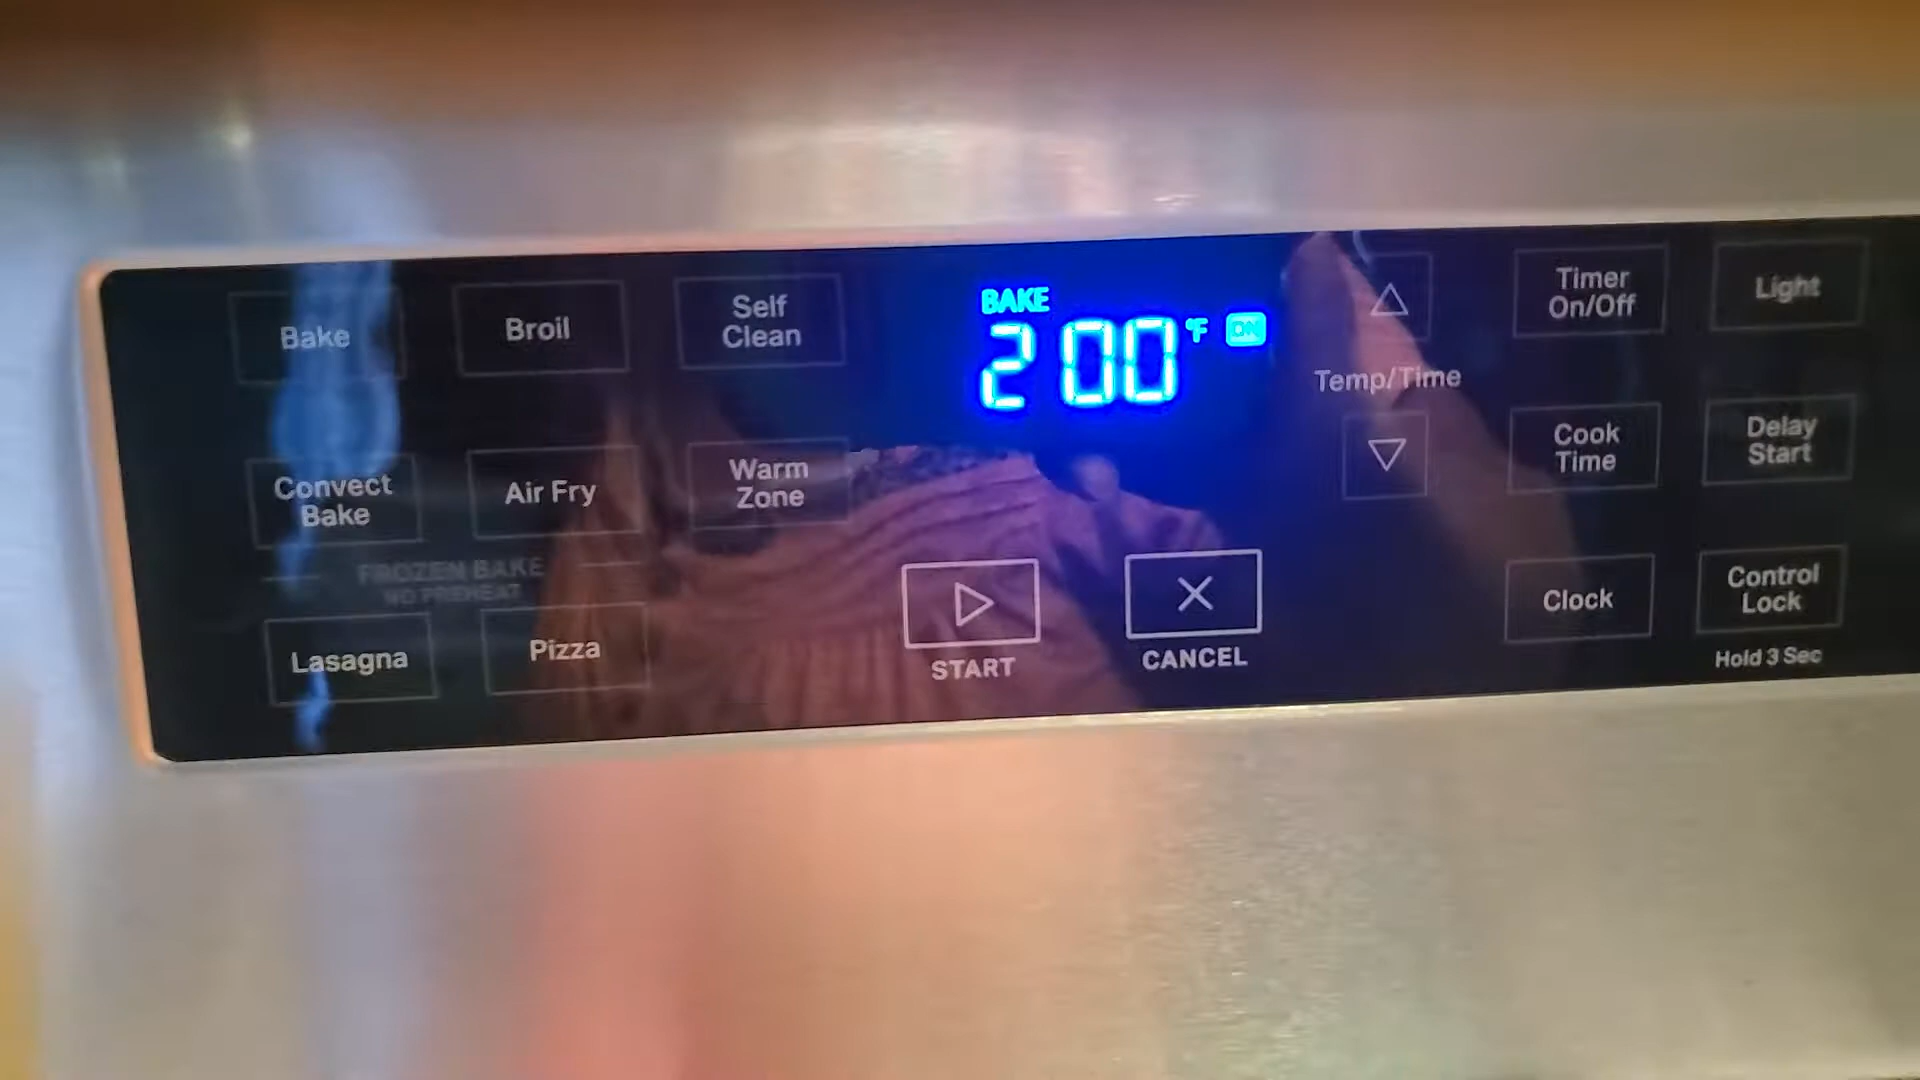 Bake
Broil
Self
Clean
BAKE
200 °F ON
Temp/Time
Timer
On/Off
Light
Convect
Bake
Air Fry
Warm
Zone
Cook
Time
Delay
Start
FROZEN BAKE
NO PREHEAT
Lasagna
Pizza
START
CANCEL
Clock
Control
Lock
Hold 3 Sec